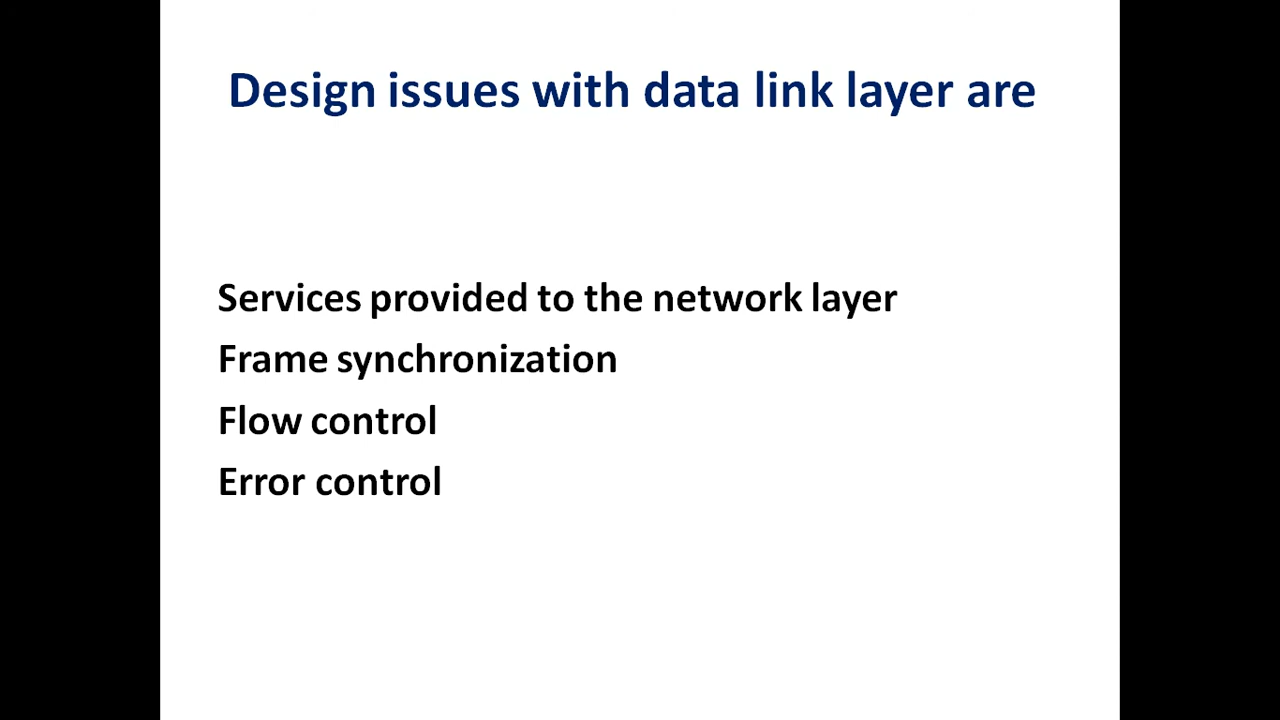 Design issues with data link layer are
Services provided to the network layer
Frame synchronization
Flow control
Error control